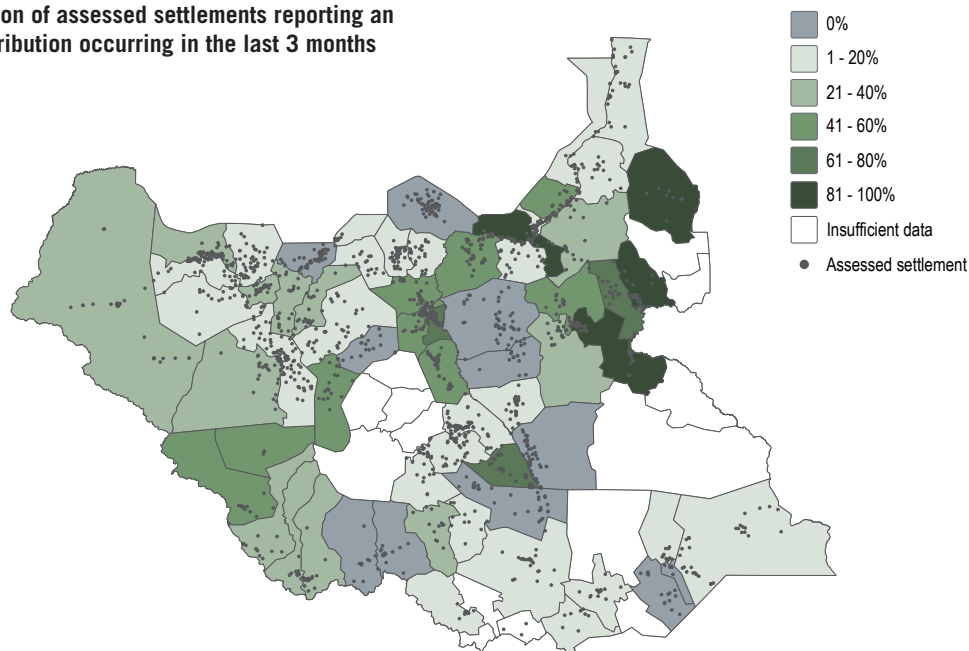 on of assessed settlements reporting an
ribution occurring in the last 3 months
0%
1 - 20%
21 - 40%
41 - 60%
61 - 80%
81 - 100%
Insufficient data
Assessed settlement